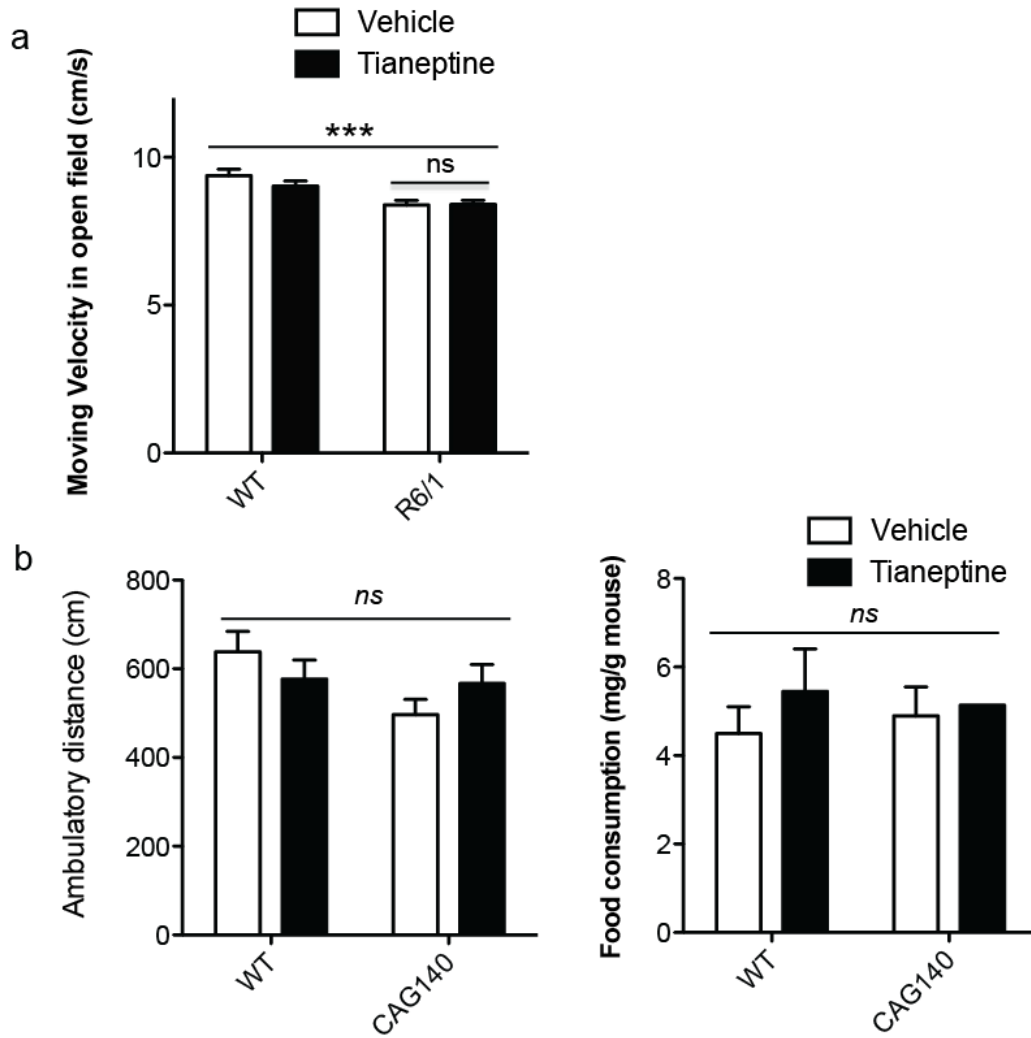 a
Vehicle
Tianeptine
Moving Velocity in open field (cm/s)
10
5
0
***
ns
WT
R6/1
b
Ambulatory distance (cm)
800
600
400
200
0
ns
WT
CAG140
Vehicle
Tianeptine
Food consumption (mg/g mouse)
8
6
4
2
0
ns
WT
CAG140